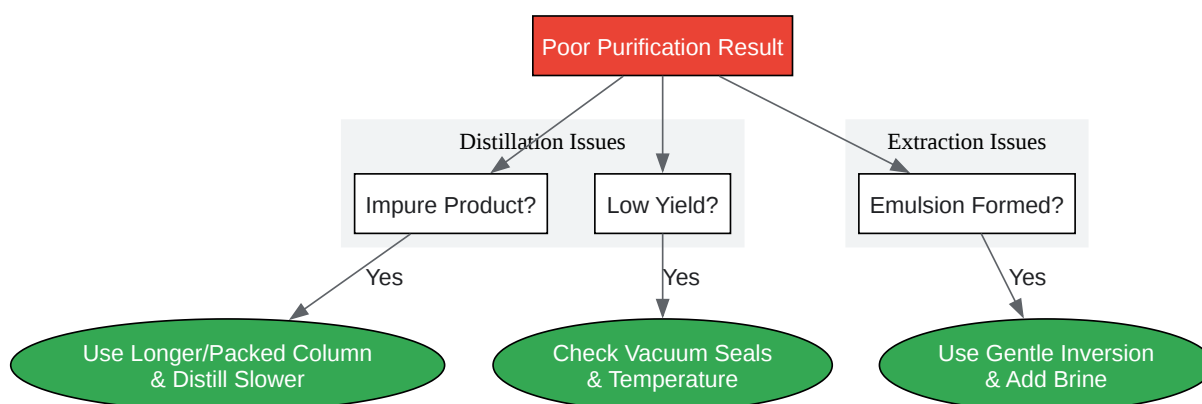 Poor Purification Result
Distillation Issues
Extraction Issues
Impure Product?
Low Yield?
Emulsion Formed?
Yes
Yes
Yes
Use Longer/Packed Column
& Distill Slower
Check Vacuum Seals
& Temperature
Use Gentle Inversion
& Add Brine